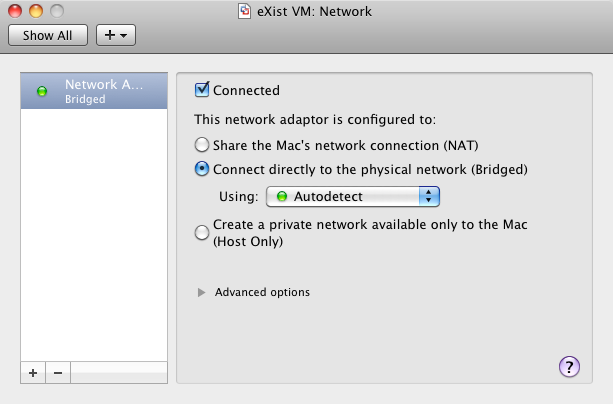 eXist VM: Network
Show All
Network A...
Bridged
Connected
This network adaptor is configured to:
Share the Mac's network connection (NAT)
Connect directly to the physical network (Bridged)
Using: Autodetect
Create a private network available only to the Mac
(Host Only)
Advanced options